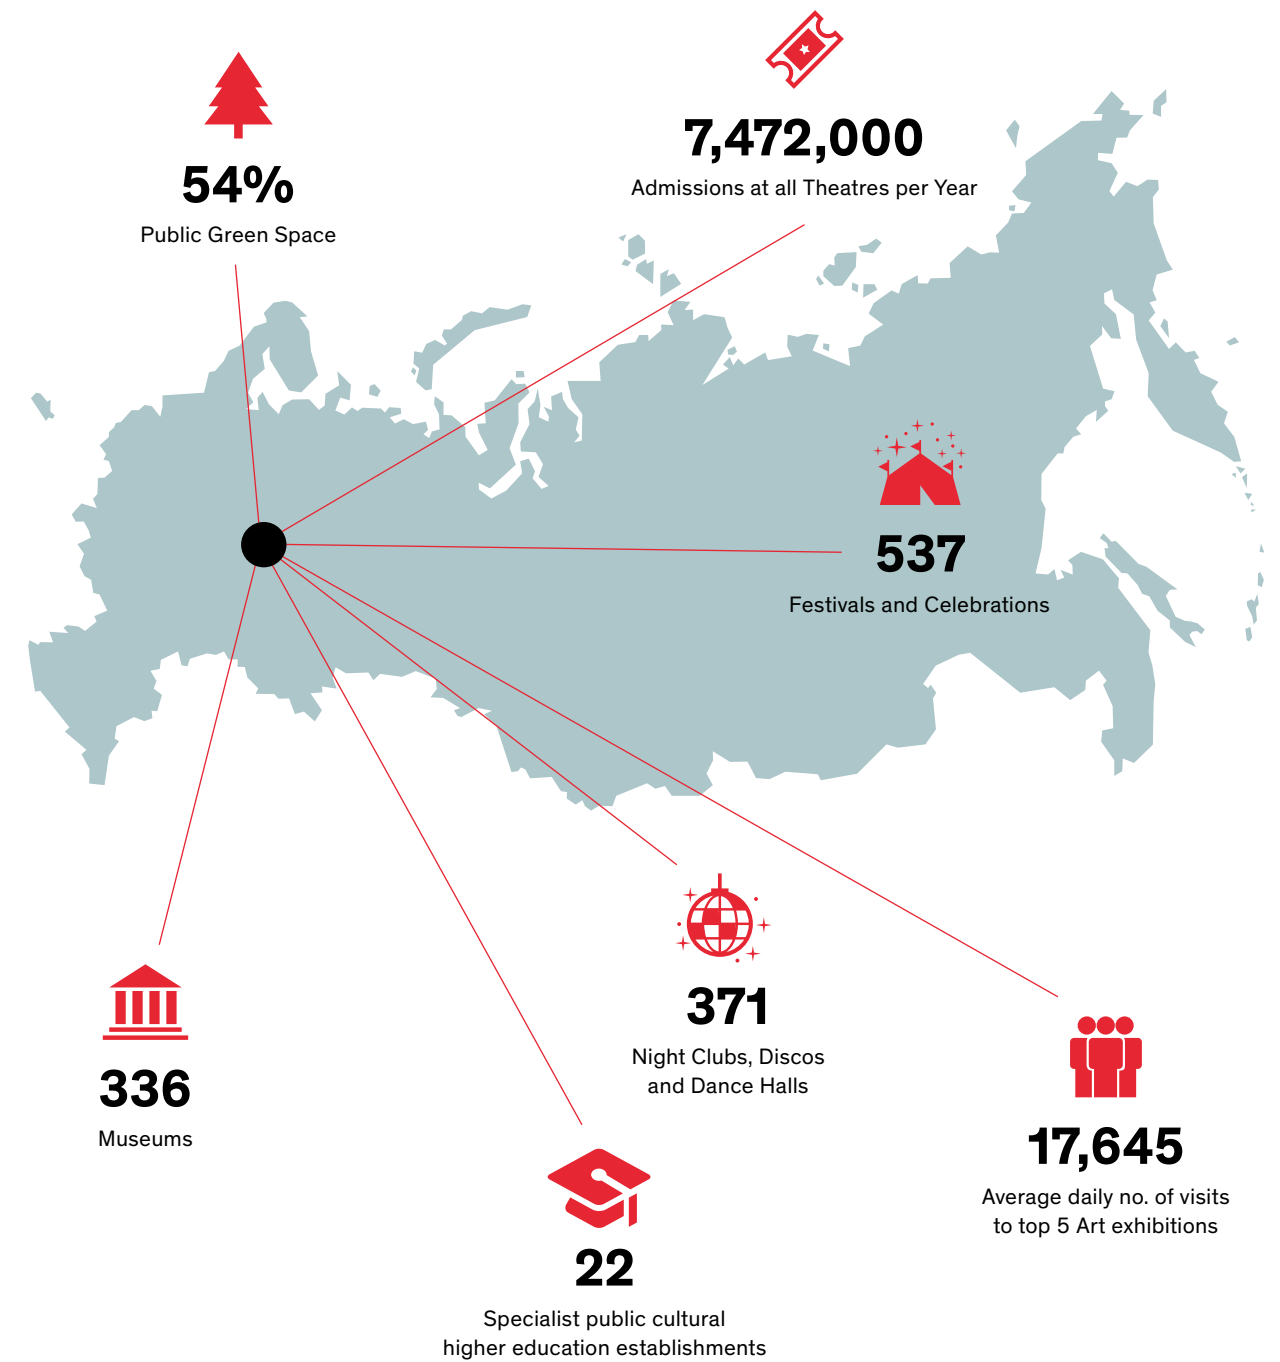 54%
Public Green Space
7,472,000
Admissions at all Theatres per Year
537
Festivals and Celebrations
371
Night Clubs, Discos
and Dance Halls
336
Museums
17,645
Average daily no. of visits
to top 5 Art exhibitions
22
Specialist public cultural
higher education establishments